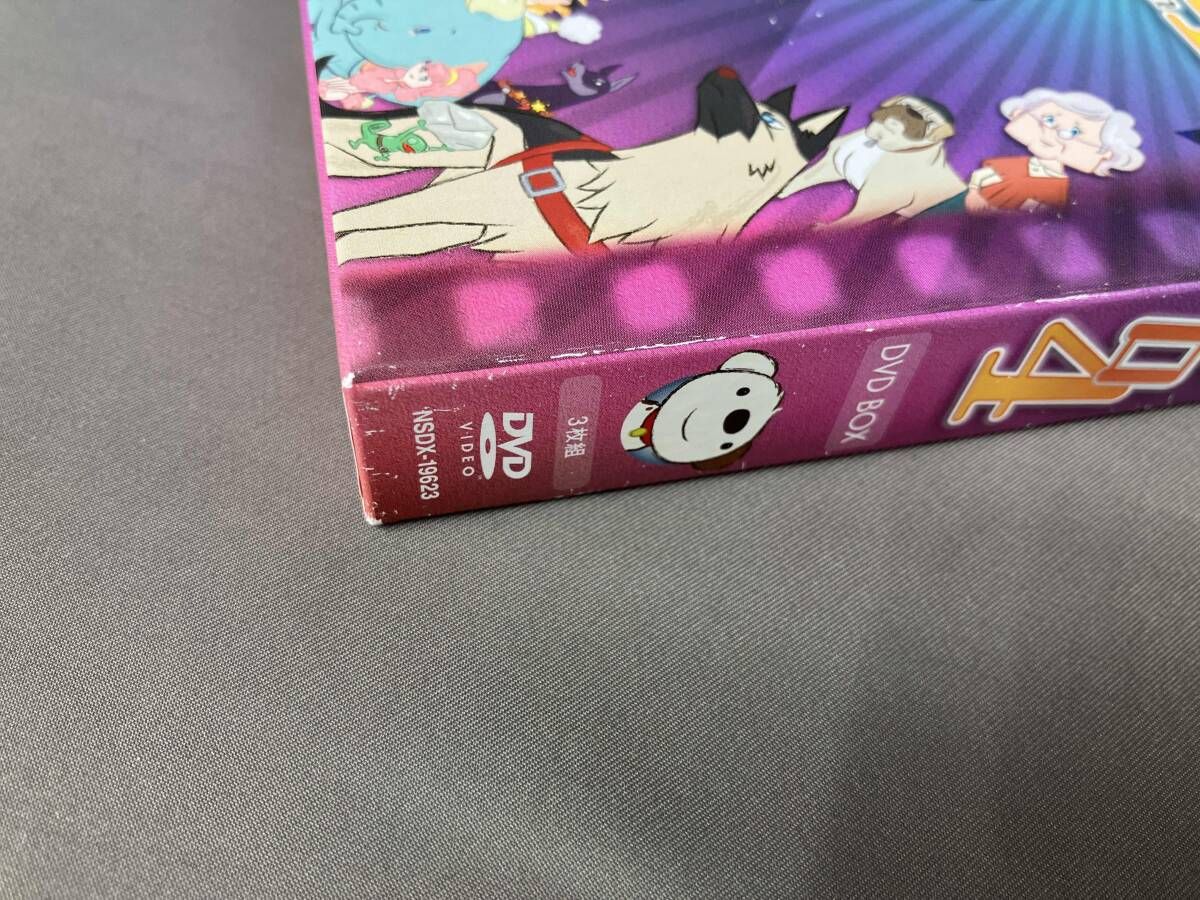 DVD BOX
3枚組
DVD
VIDEO
NSDX-19623